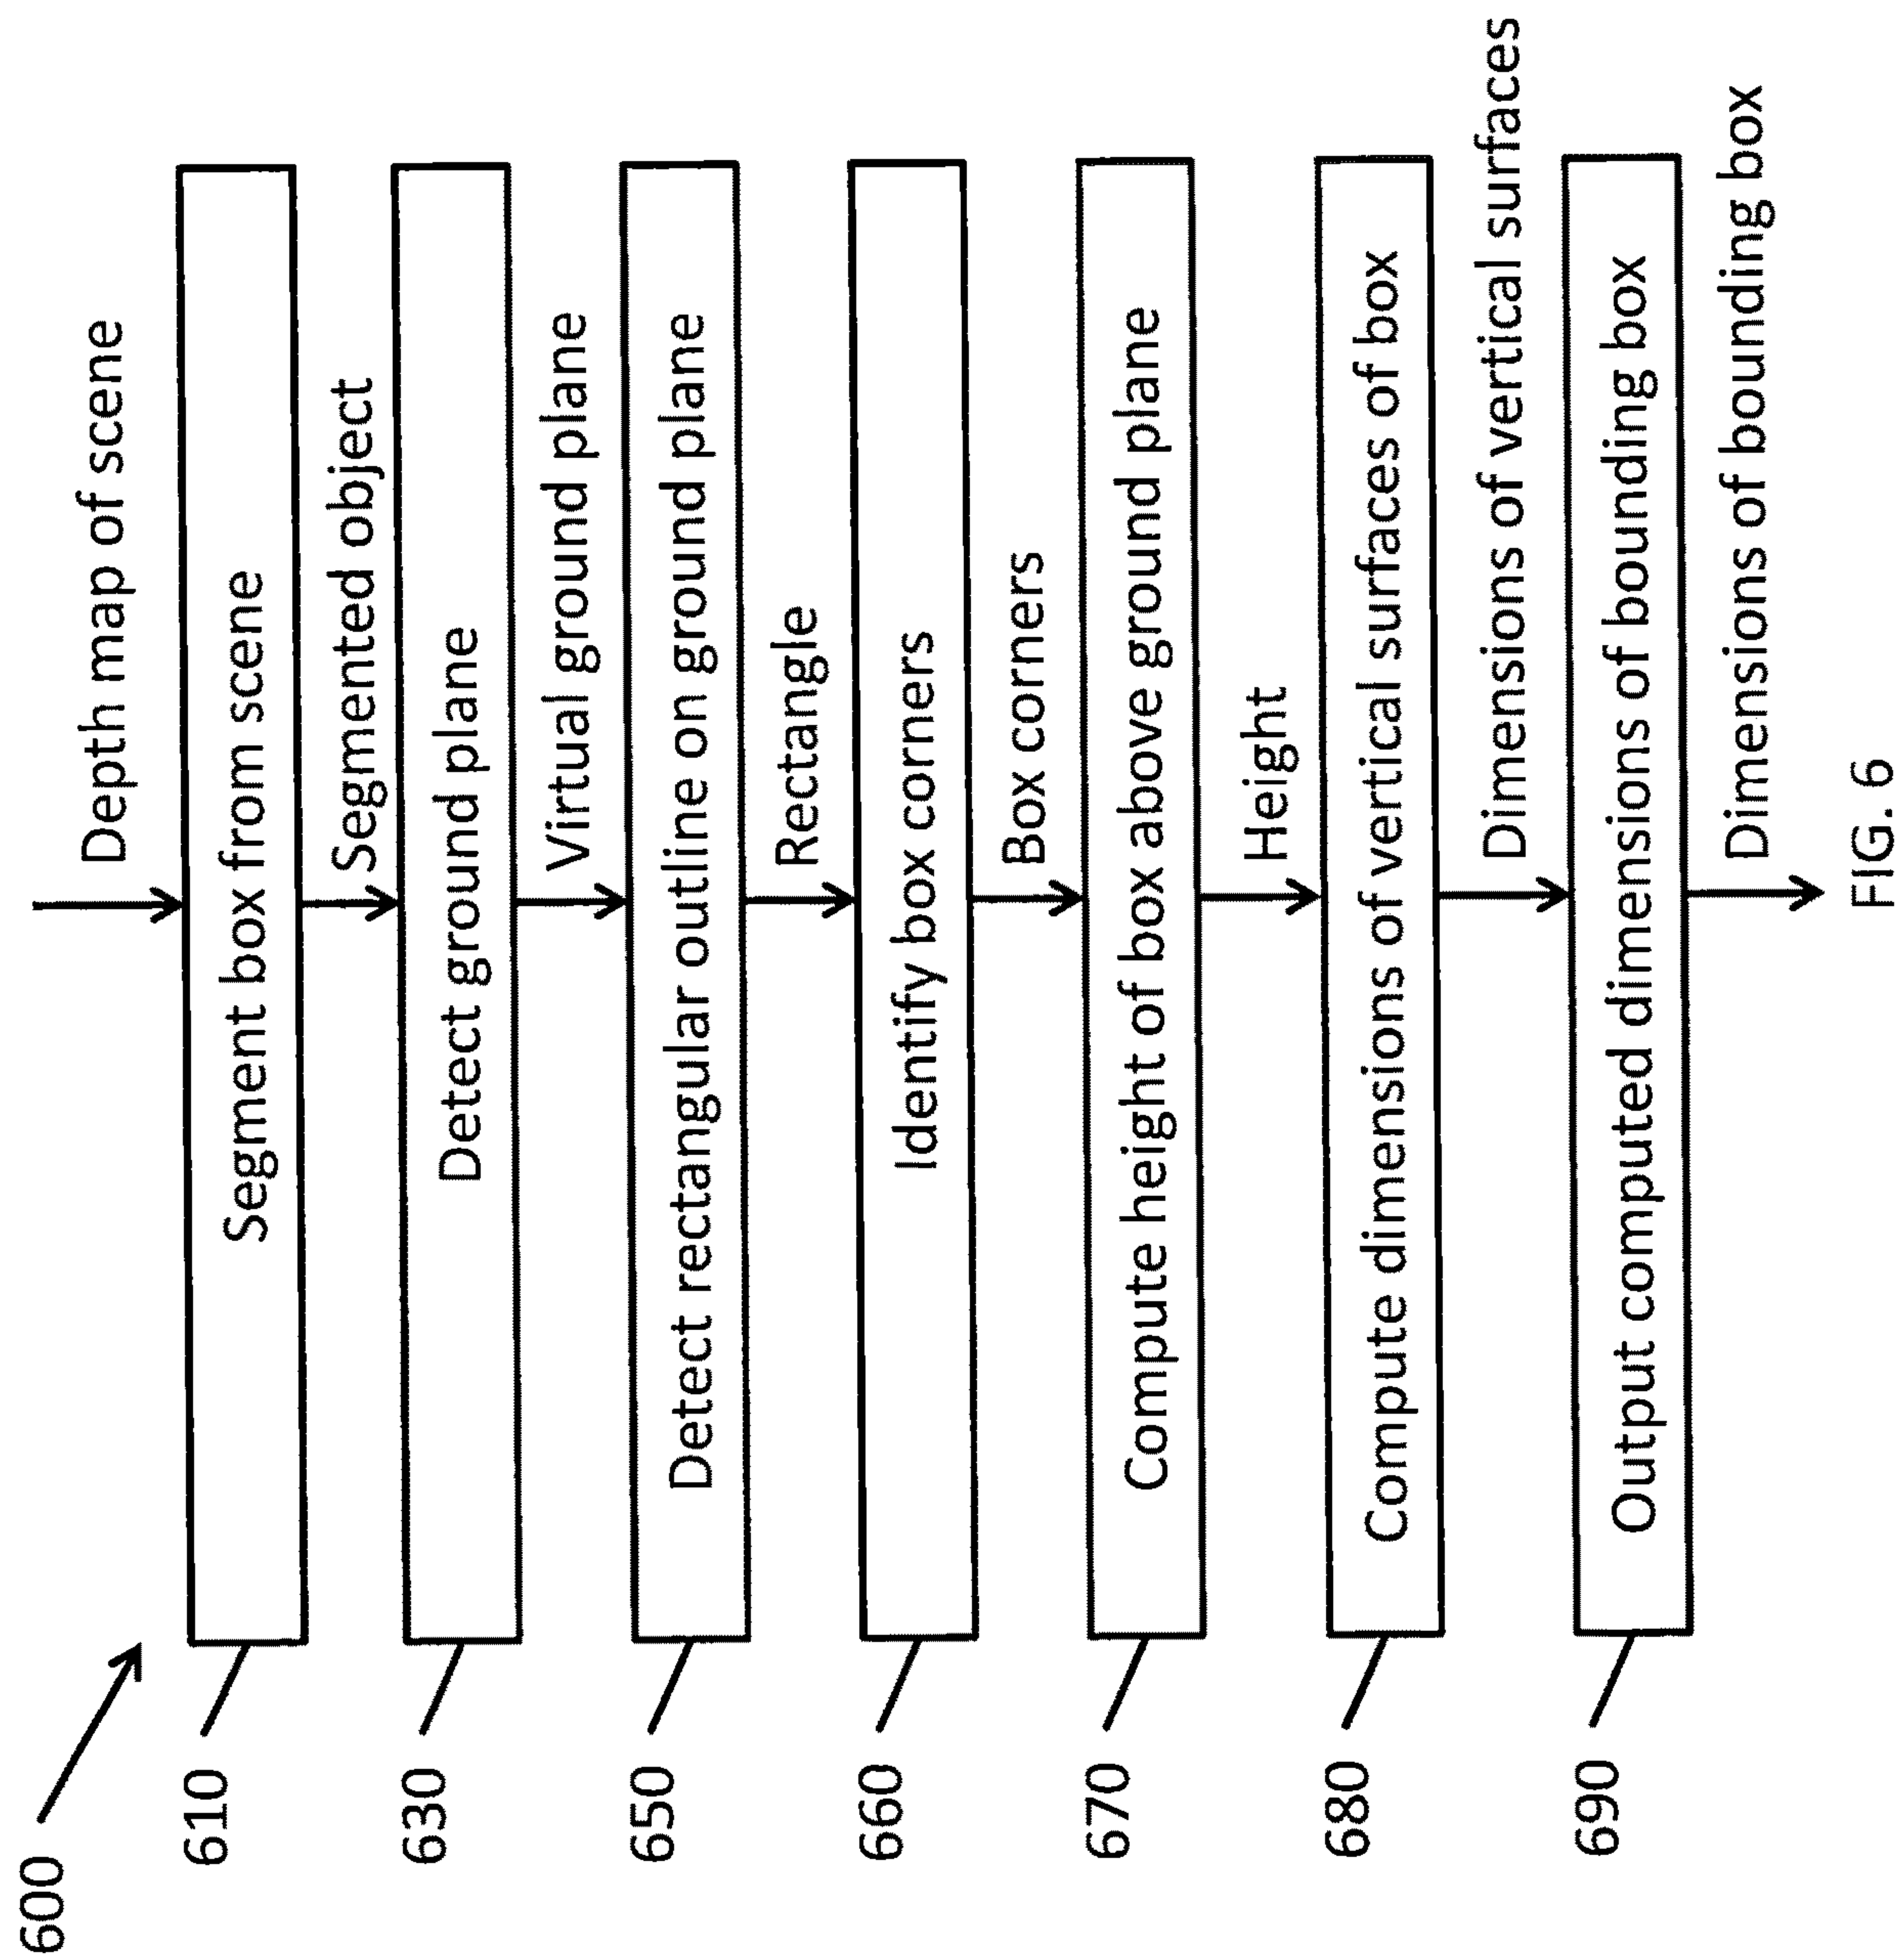 600
Depth map of scene
610
Segment box from scene
Segmented object
630
Detect ground plane
Virtual ground plane
650
Detect rectangular outline on ground plane
Rectangle
660
Identify box corners
Box corners
670
Compute height of box above ground plane
Height
680
Compute dimensions of vertical surfaces of box
Dimensions of vertical surfaces
690
Output computed dimensions of bounding box
Dimensions of bounding box
FIG. 6